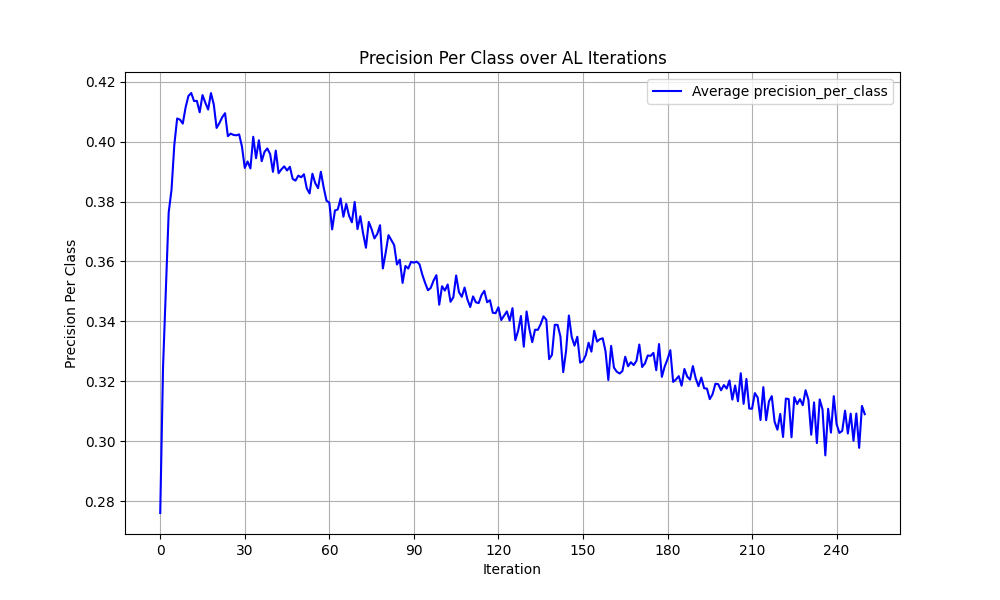 Precision Per Class over AL Iterations
Average precision_per_class
Precision Per Class
0.42
0.40
0.38
0.36
0.34
0.32
0.30
0.28
0 30 60 90 120 150 180 210 240
Iteration